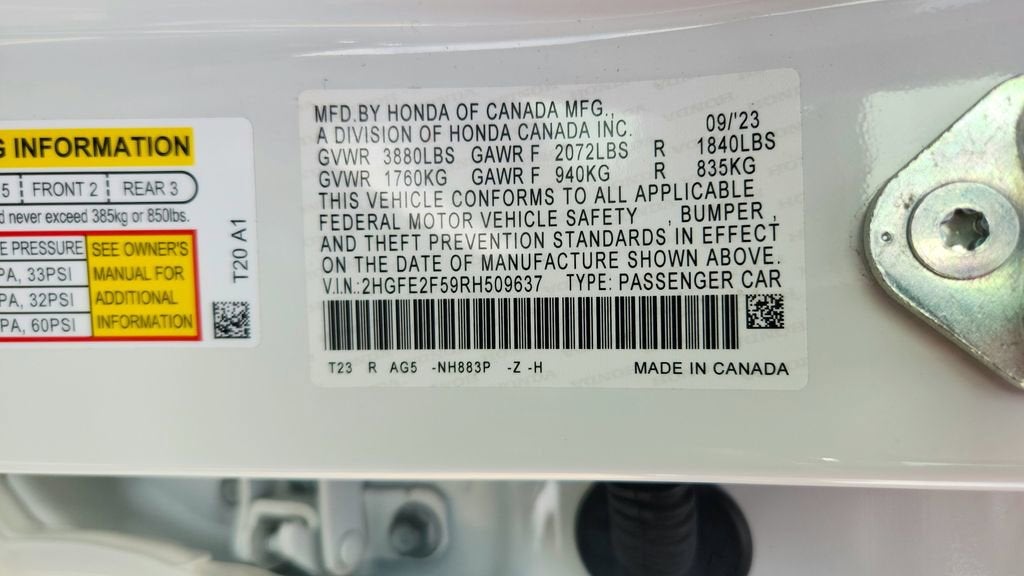 G INFORMATION
5 FRONT 2 REAR 3
d never exceed 385kg or 850lbs.
E PRESSURE
PA, 33PSI
PA, 32PSI
PA, 60PSI
SEE OWNER'S
MANUAL FOR
ADDITIONAL
INFORMATION
T20 A1
MFD.BY HONDA OF CANADA MFG.,
A DIVISION OF HONDA CANADA INC. 09/'23
GVWR 3880LBS GAWR F 2072LBS R 1840LBS
GVWR 1760KG GAWR F 940KG R 835KG
THIS VEHICLE CONFORMS TO ALL APPLICABLE
FEDERAL MOTOR VEHICLE SAFETY , BUMPER ,
AND THEFT PREVENTION STANDARDS IN EFFECT
ON THE DATE OF MANUFACTURE SHOWN ABOVE.
V.I.N.:2HGFE2F59RH509637 TYPE: PASSENGER CAR
T23 R AG5 -NH883P -Z -H MADE IN CANADA